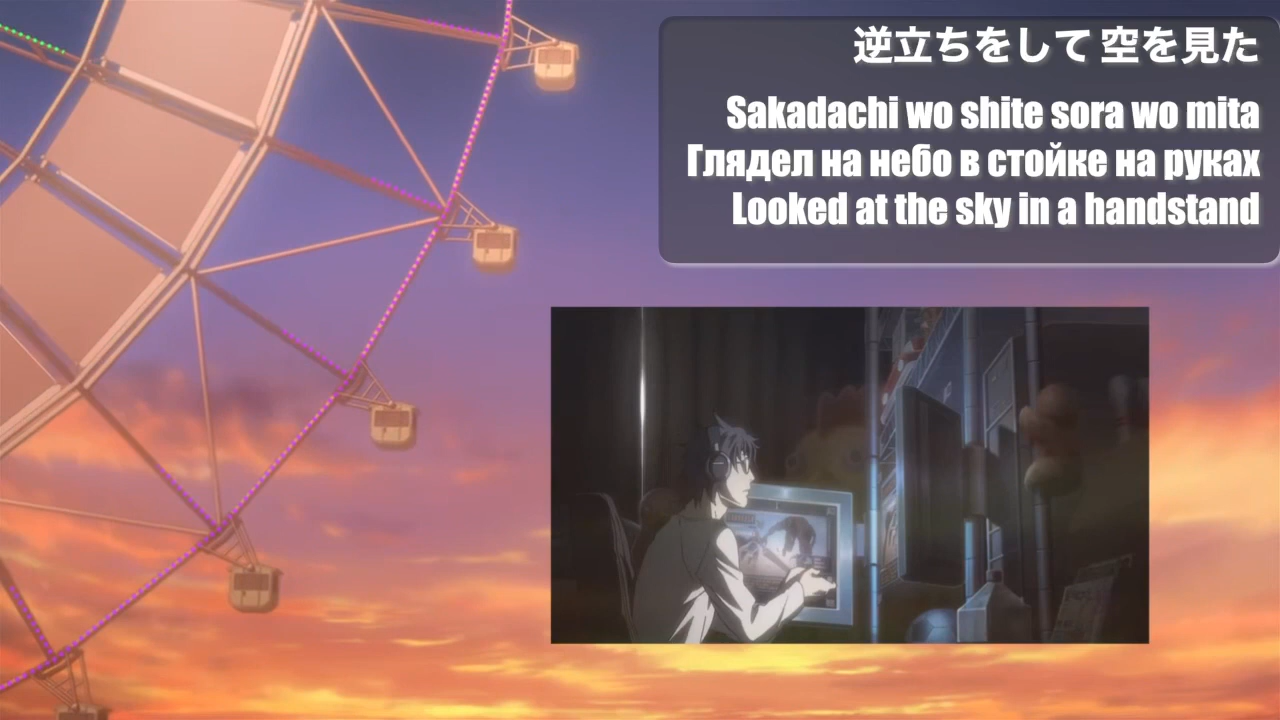 逆立ちをして 空を見た
Sakadachi wo shite sora wo mita
Глядел на небо в стойке на руках
Looked at the sky in a handstand